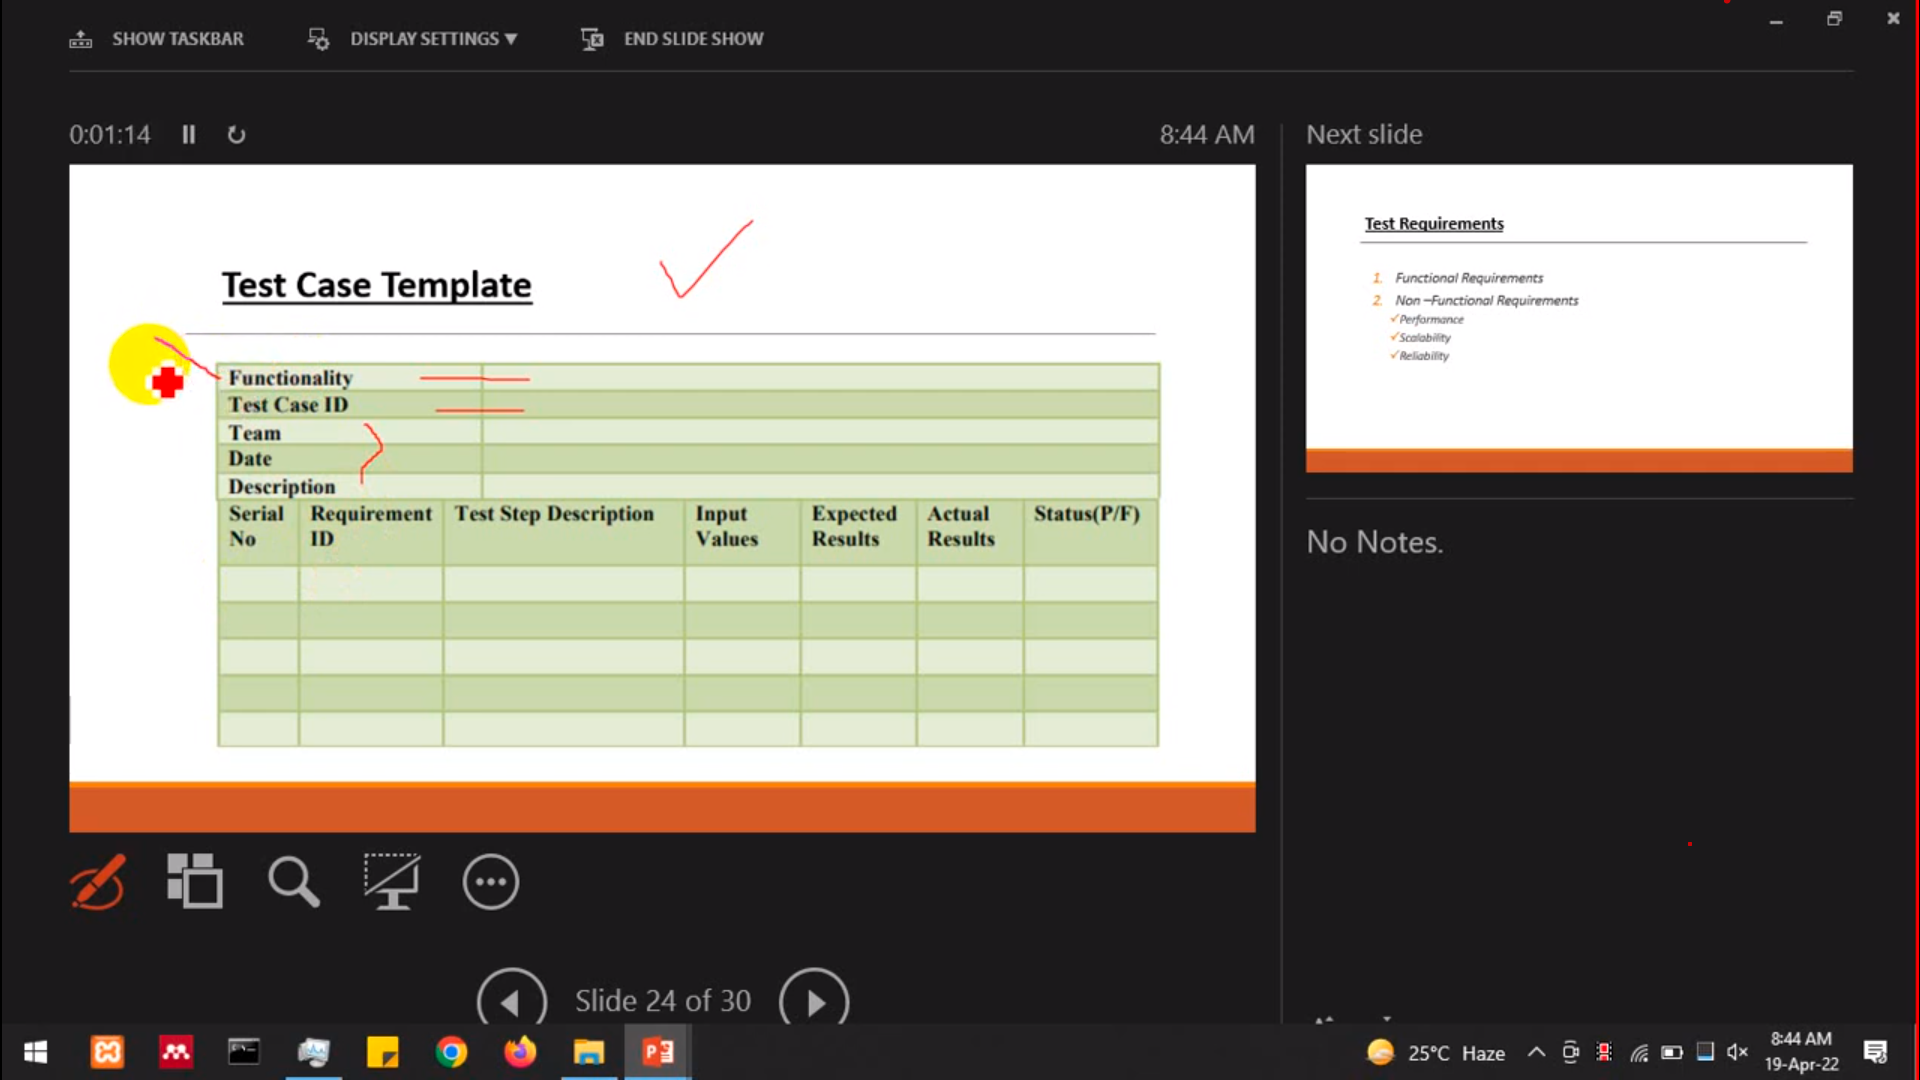 SHOW TASKBAR DISPLAY SETTINGS ▼ END SLIDE SHOW
0:01:14 8:44 AM
Test Case Template
Functionality
Test Case ID
Team
Date
Description
Serial No Requirement ID Test Step Description Input Values Expected Results Actual Results Status(P/F)
Next slide
Test Requirements
1. Functional Requirements
2. Non –Functional Requirements
✓Performance
✓Scalability
✓Reliability
No Notes.
Slide 24 of 30
25°C Haze 8:44 AM
19-Apr-22